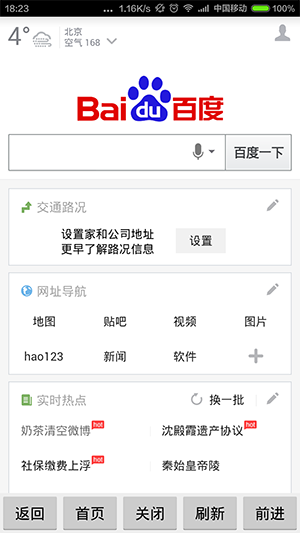 18:23 ... 1.16K/s 中国移动 100%
4° 北京
空气 168
Bai du 百度
百度一下
交通路况
设置家和公司地址
更早了解路况信息
设置
网址导航
地图 贴吧 视频 图片
hao123 新闻 软件
实时热点 换一批
奶茶清空微博 hot 沈殿霞遗产协议 hot
社保缴费上浮 hot 秦始皇帝陵
返回 首页 关闭 刷新 前进